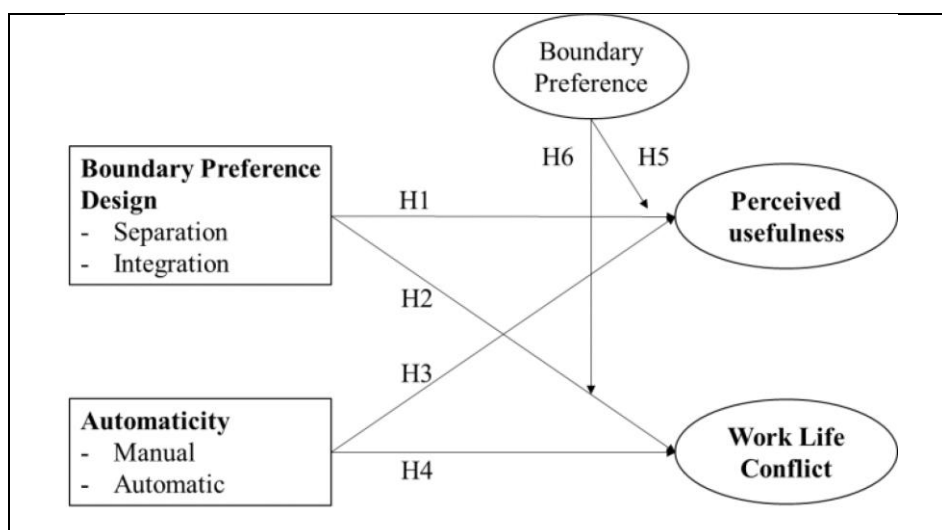 Boundary
Preference
H6
H5
Boundary Preference
Design
- Separation
- Integration
H1
Perceived
usefulness
H2
H3
Automaticity
- Manual
- Automatic
H4
Work Life
Conflict